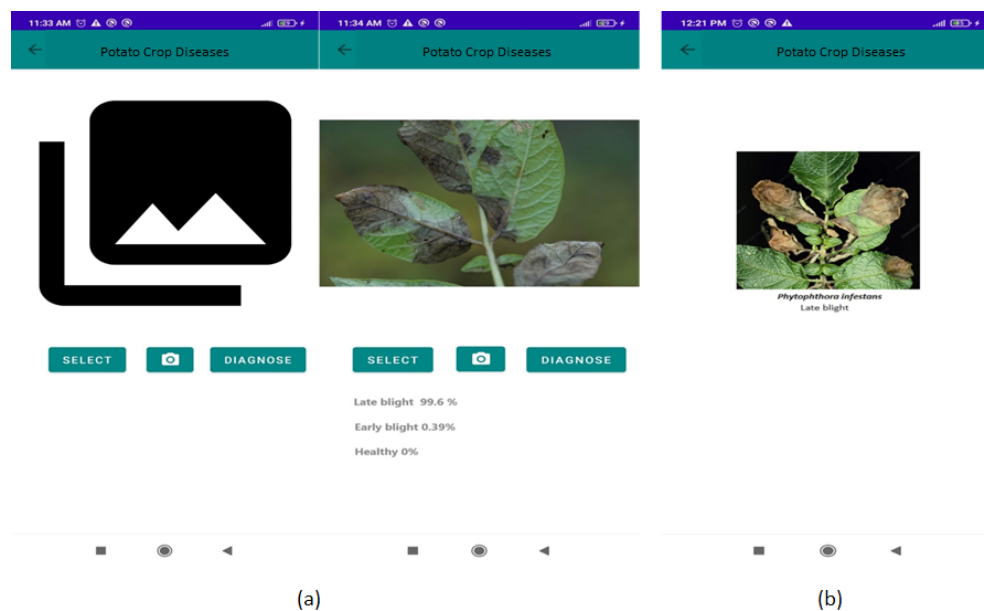 11:33 AM
Potato Crop Diseases
SELECT
DIAGNOSE
11:34 AM
Potato Crop Diseases
SELECT
DIAGNOSE
Late blight 99.6 %
Early blight 0.39%
Healthy 0%
(a)
12:21 PM
Potato Crop Diseases
Phytophthora infestans
Late blight
(b)